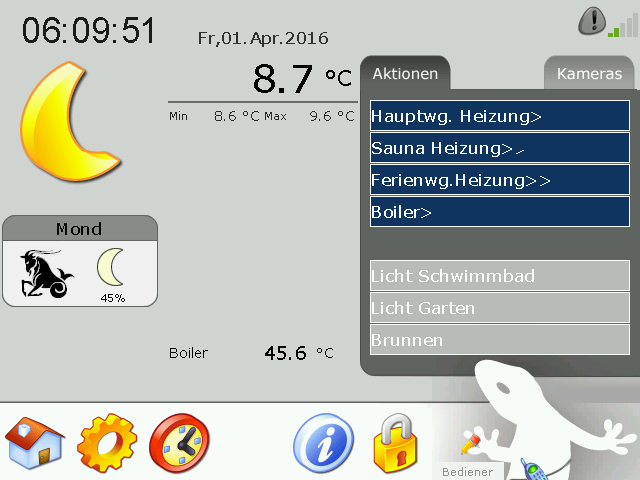 06:09:51
Fr,01.Apr.2016
8.7 °C
Min 8.6 °C Max 9.6 °C
Aktionen
Kameras
Hauptwg. Heizung>
Sauna Heizung>
Ferienwg.Heizung>>
Boiler>
Licht Schwimmbad
Licht Garten
Brunnen
Mond
45%
Boiler 45.6 °C
Bediener